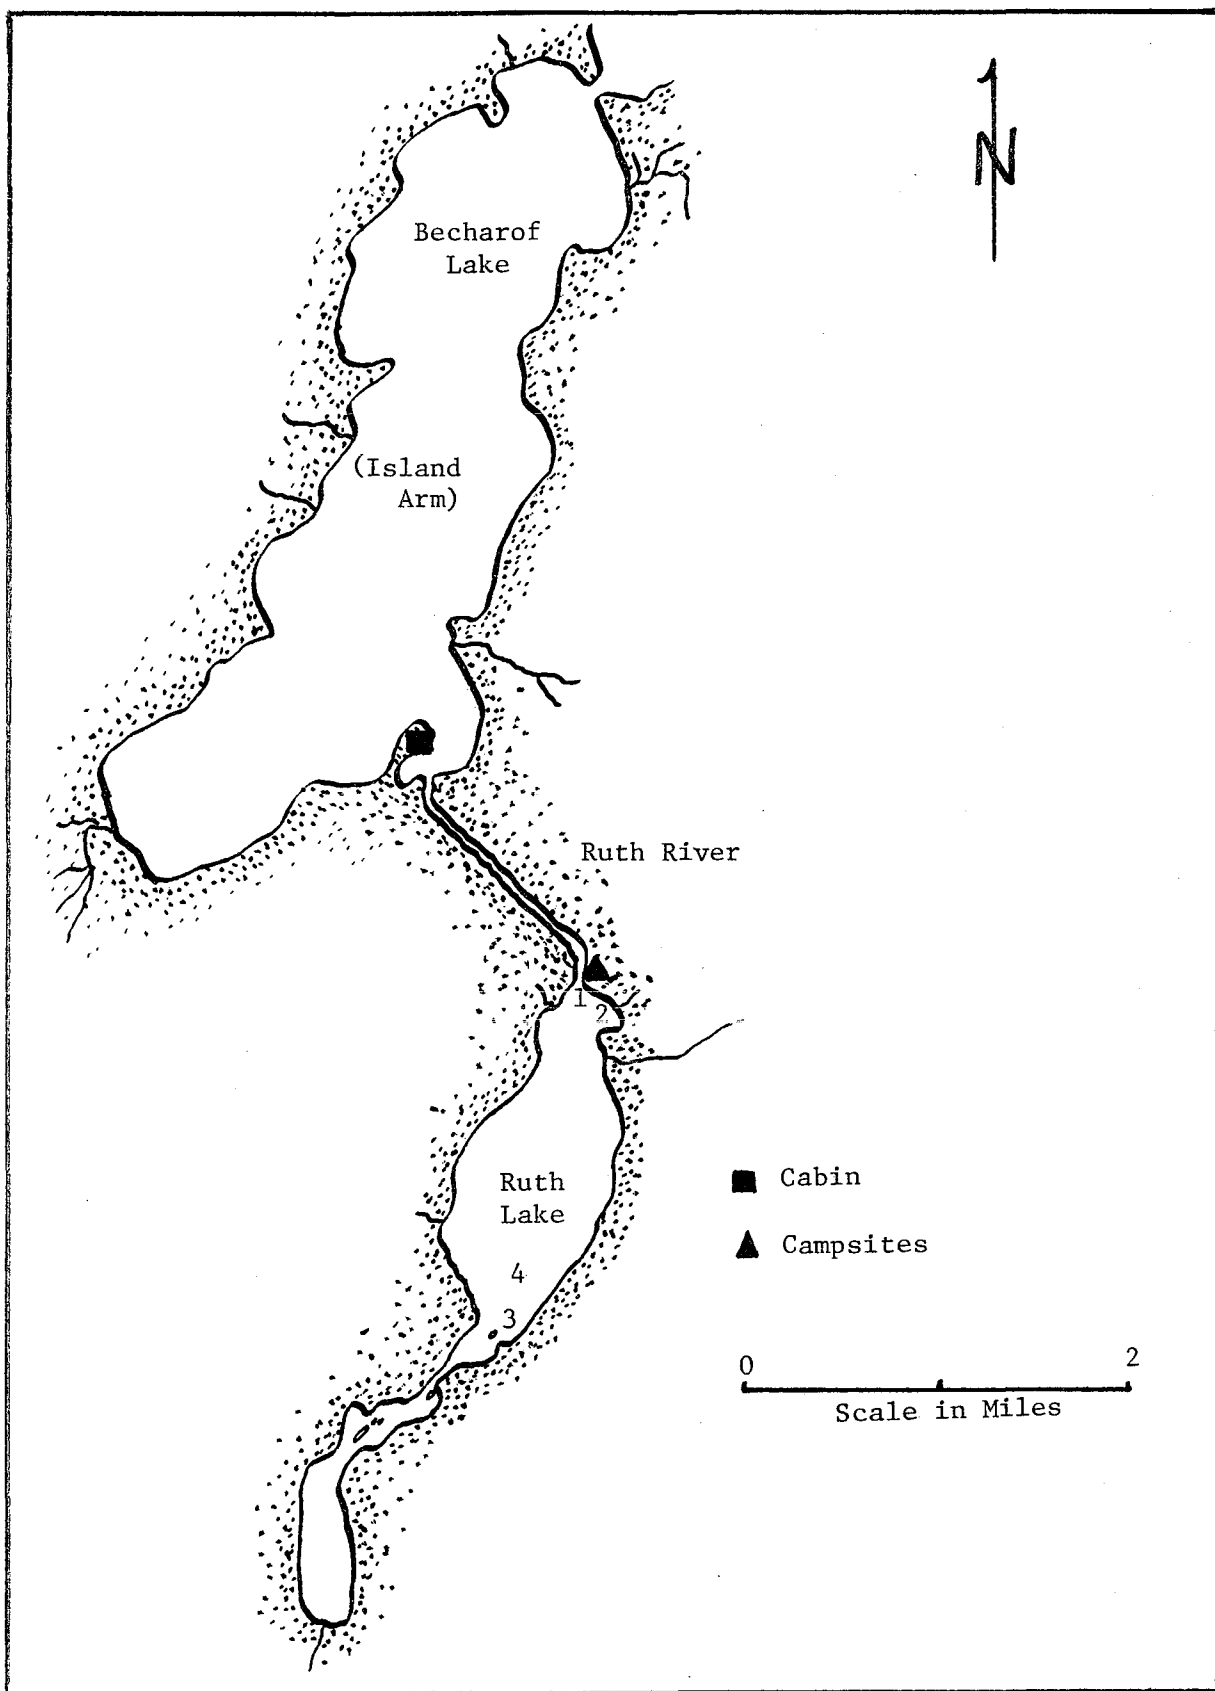 N
Becharof
Lake
(Island
Arm)
Ruth River
1
2
Ruth
Lake
4
3
Cabin
Campsites
0 2
Scale in Miles